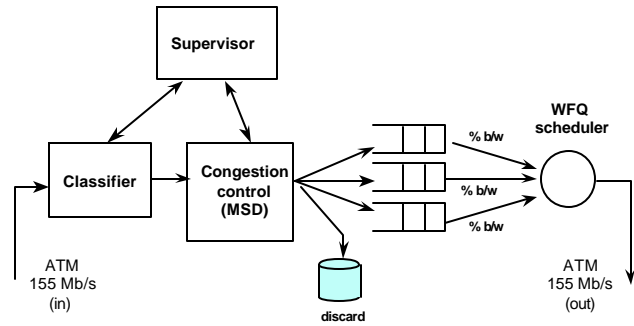 Supervisor
Classifier
Congestion
control
(MSD)
% b/w
% b/w
% b/w
WFQ
scheduler
ATM
155 Mb/s
(in)
discard
ATM
155 Mb/s
(out)